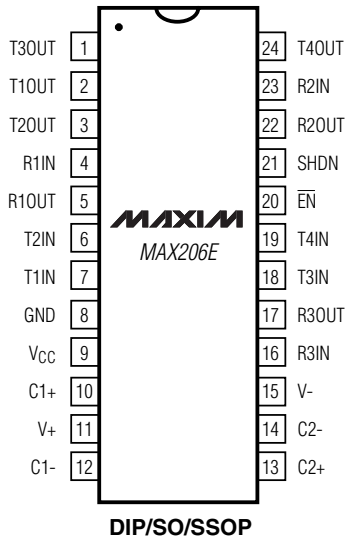 T3OUT 1 24 T4OUT
T1OUT 2 23 R2IN
T2OUT 3 22 R2OUT
R1IN 4 21 SHDN
R1OUT 5 20 E̅N̅
MAXIM
MAX206E
T2IN 6 19 T4IN
T1IN 7 18 T3IN
GND 8 17 R3OUT
VCC 9 16 R3IN
C1+ 10 15 V-
V+ 11 14 C2-
C1- 12 13 C2+
DIP/SO/SSOP